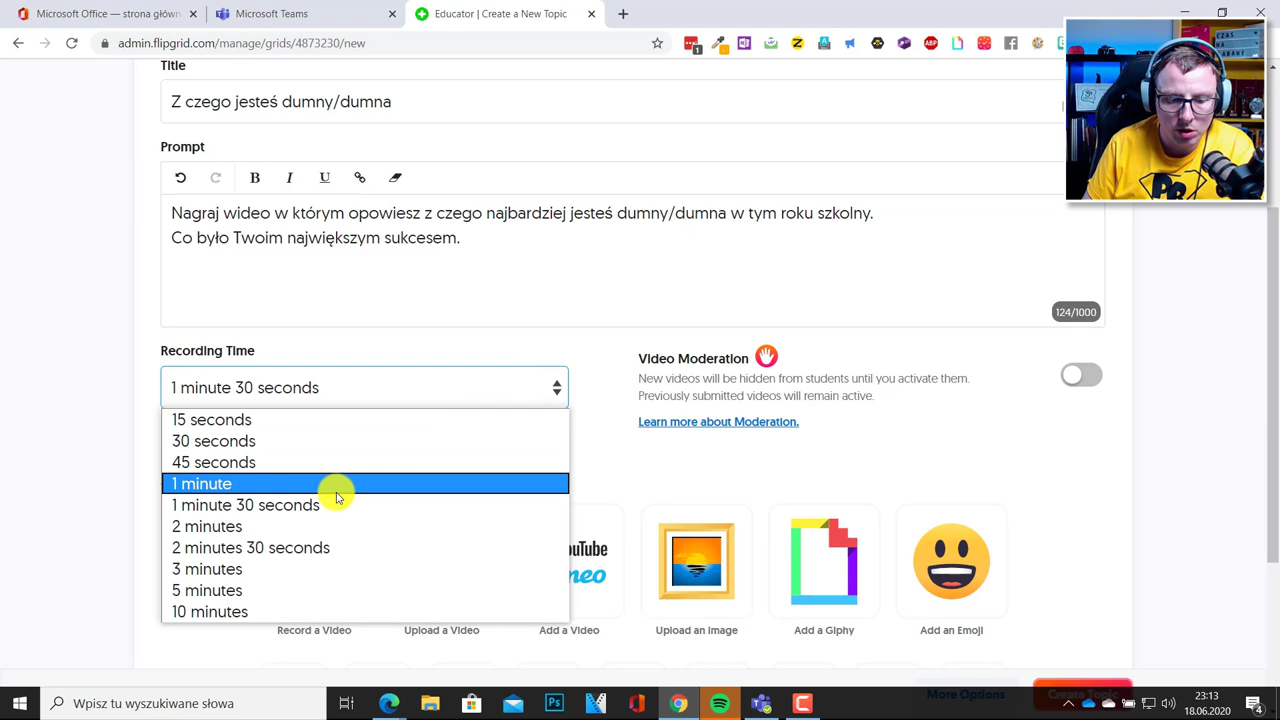 Microsoft Office — strona główn
Microsoft Teams
Educator | Create a New Topic
admin.flipgrid.com/manage/grids/4873230/new
Title
Z czego jesteś dumny/dumna
Prompt
B I U
Nagraj wideo w którym opowiesz z czego najbardziej jesteś dumny/dumna w tym roku szkolny.
Co było Twoim największym sukcesem.
124/1000
Recording Time
1 minute 30 seconds
Video Moderation
New videos will be hidden from students until you activate them.
Previously submitted videos will remain active.
Learn more about Moderation.
15 seconds
30 seconds
45 seconds
1 minute
1 minute 30 seconds
2 minutes
2 minutes 30 seconds
3 minutes
5 minutes
10 minutes
Record a Video
Upload a Video
Add a Video
Upload an Image
Add a Giphy
Add an Emoji
More Options
Create Topic
Wpisz tu wyszukiwane słowa
23:13
18.06.2020
4